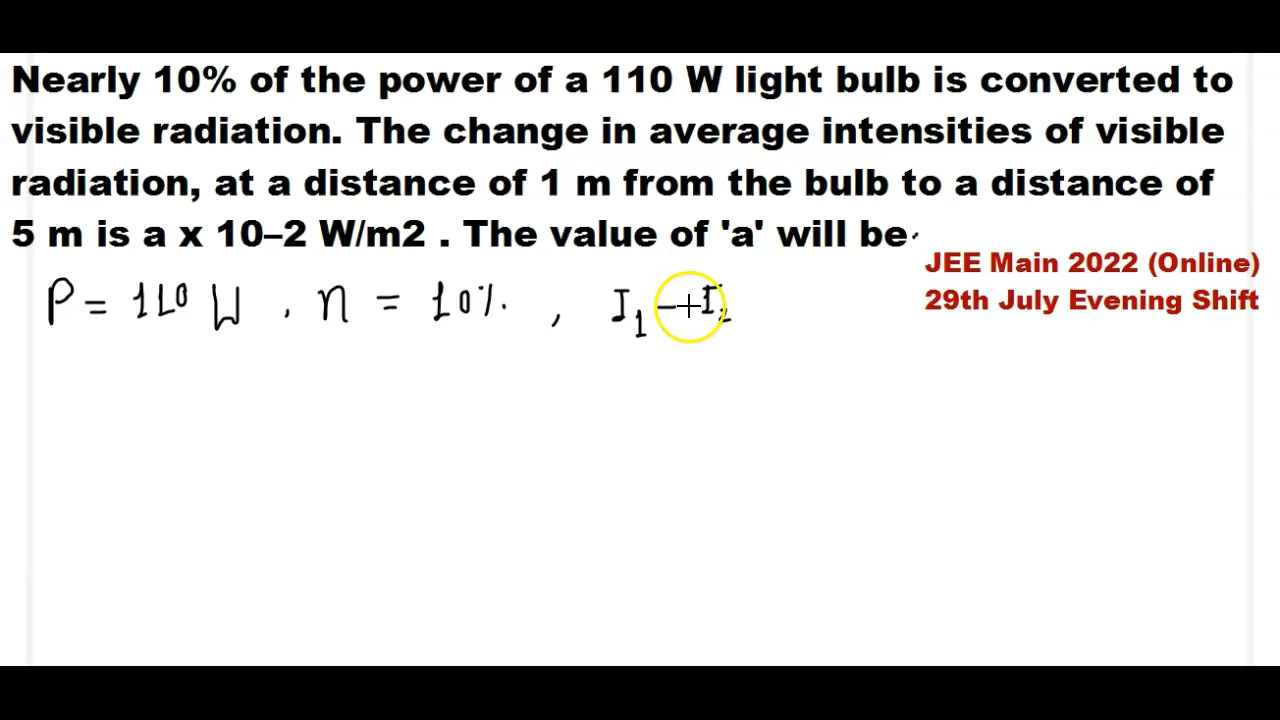 Nearly 10% of the power of a 110 W light bulb is converted to
visible radiation. The change in average intensities of visible
radiation, at a distance of 1 m from the bulb to a distance of
5 m is a x 10–2 W/m2 . The value of 'a' will be.
JEE Main 2022 (Online)
29th July Evening Shift
P = 110 W , η = 10%. , I1 - I2